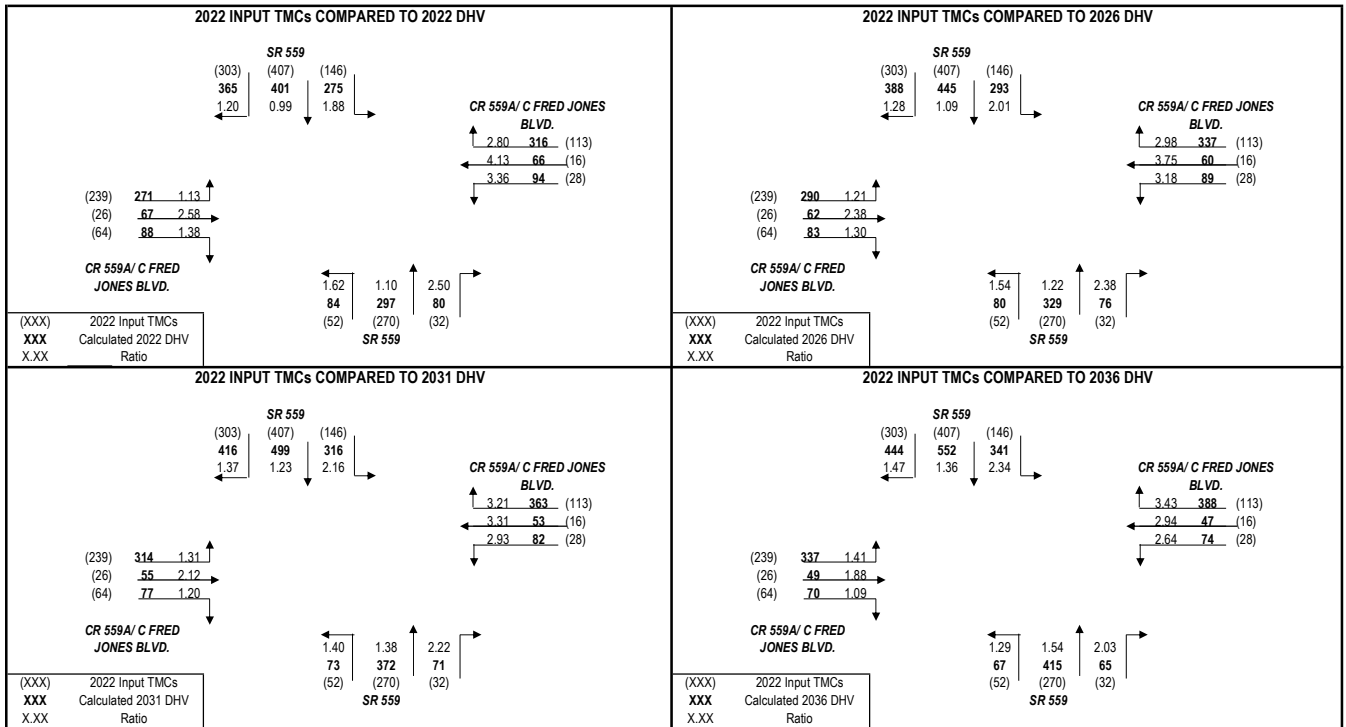 2022 INPUT TMCs COMPARED TO 2022 DHV
SR 559
(303) (407) (146)
365 401 275
1.20 0.99 1.88
CR 559A/ C FRED JONES
BLVD.
2.80 316 (113)
4.13 66 (16)
3.36 94 (28)
(239) 271 1.13
(26) 67 2.58
(64) 88 1.38
CR 559A/ C FRED
JONES BLVD.
1.62 1.10 2.50
84 297 80
(52) (270) (32)
SR 559
(XXX) 2022 Input TMCs
XXX Calculated 2022 DHV
X.XX Ratio
2022 INPUT TMCs COMPARED TO 2026 DHV
SR 559
(303) (407) (146)
388 445 293
1.28 1.09 2.01
CR 559A/ C FRED JONES
BLVD.
2.98 337 (113)
3.75 60 (16)
3.18 89 (28)
(239) 290 1.21
(26) 62 2.38
(64) 83 1.30
CR 559A/ C FRED
JONES BLVD.
1.54 1.22 2.38
80 329 76
(52) (270) (32)
SR 559
(XXX) 2022 Input TMCs
XXX Calculated 2026 DHV
X.XX Ratio
2022 INPUT TMCs COMPARED TO 2031 DHV
SR 559
(303) (407) (146)
416 499 316
1.37 1.23 2.16
CR 559A/ C FRED JONES
BLVD.
3.21 363 (113)
3.31 53 (16)
2.93 82 (28)
(239) 314 1.31
(26) 55 2.12
(64) 77 1.20
CR 559A/ C FRED
JONES BLVD.
1.40 1.38 2.22
73 372 71
(52) (270) (32)
SR 559
(XXX) 2022 Input TMCs
XXX Calculated 2031 DHV
X.XX Ratio
2022 INPUT TMCs COMPARED TO 2036 DHV
SR 559
(303) (407) (146)
444 552 341
1.47 1.36 2.34
CR 559A/ C FRED JONES
BLVD.
3.43 388 (113)
2.94 47 (16)
2.64 74 (28)
(239) 337 1.41
(26) 49 1.88
(64) 70 1.09
CR 559A/ C FRED
JONES BLVD.
1.29 1.54 2.03
67 415 65
(52) (270) (32)
SR 559
(XXX) 2022 Input TMCs
XXX Calculated 2036 DHV
X.XX Ratio